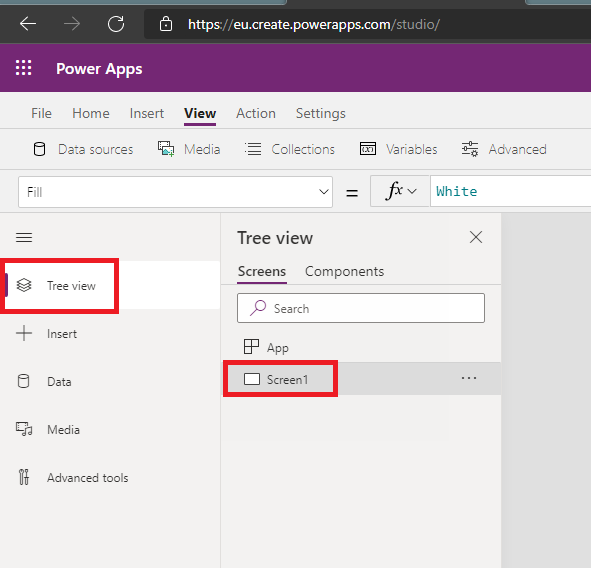 https://eu.create.powerapps.com/studio/
Power Apps
File Home Insert View Action Settings
Data sources Media Collections (x) Variables Advanced
Fill = fx White
Tree view
Screens Components
Search
App
Screen1 ...
Tree view
Insert
Data
Media
Advanced tools